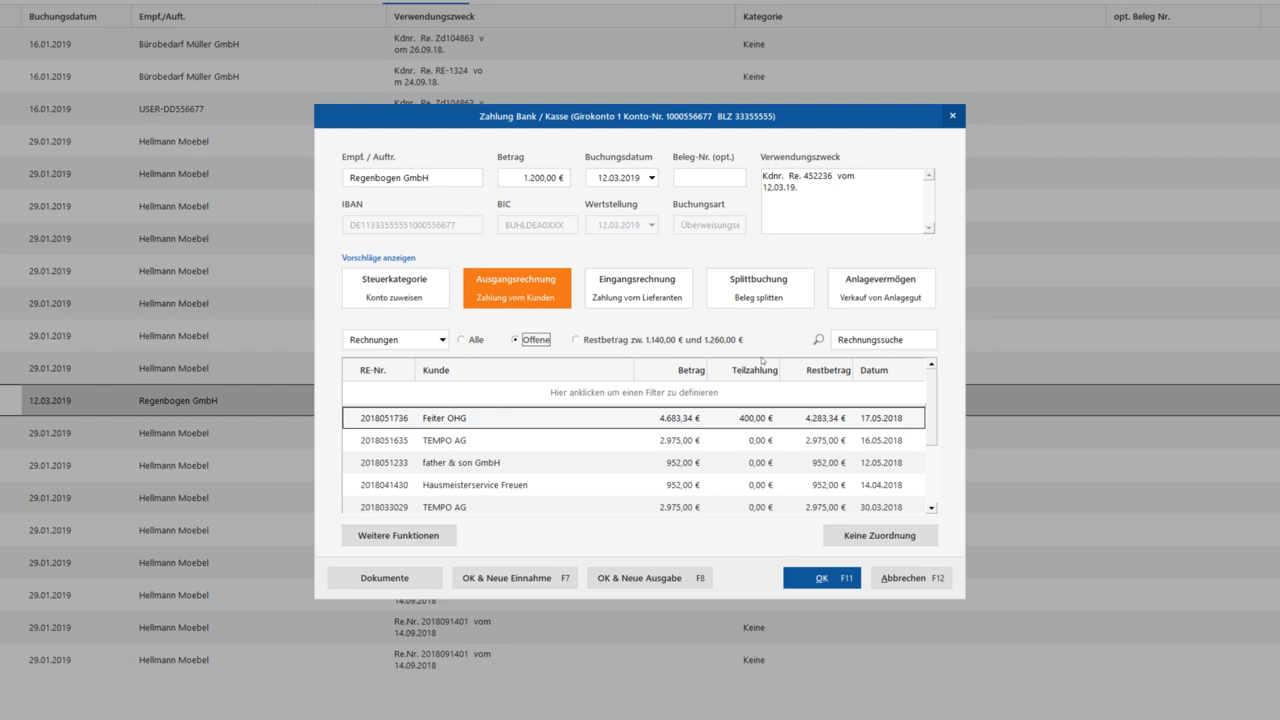 Buchungsdatum Empf./Auft. Verwendungszweck Kategorie opt. Beleg Nr.
16.01.2019 Bürobedarf Müller GmbH Kdnr. Re. Zd104863 v Keine
om 26.09.18.
16.01.2019 Bürobedarf Müller GmbH Kdnr. Re. RE-1324 vo Keine
m 24.09.18.
16.01.2019 USER-DD556677 Kdnr. Re. Zd104863 v
29.01.2019 Hellmann Moebel
29.01.2019 Hellmann Moebel
29.01.2019 Hellmann Moebel
29.01.2019 Hellmann Moebel
29.01.2019 Hellmann Moebel
29.01.2019 Hellmann Moebel
29.01.2019 Hellmann Moebel
29.01.2019 Hellmann Moebel
12.03.2019 Regenbogen GmbH
29.01.2019 Hellmann Moebel
29.01.2019 Hellmann Moebel
29.01.2019 Hellmann Moebel
29.01.2019 Hellmann Moebel
29.01.2019 Hellmann Moebel
29.01.2019 Hellmann Moebel
14.09.2018
29.01.2019 Hellmann Moebel Re.Nr. 2018091401 vom Keine
14.09.2018
29.01.2019 Hellmann Moebel Re.Nr. 2018091401 vom Keine
14.09.2018
Zahlung Bank / Kasse (Girokonto 1 Konto-Nr. 1000556677 BLZ 33355555)
Empf. / Auftr. Betrag Buchungsdatum Beleg-Nr. (opt.) Verwendungszweck
Regenbogen GmbH 1.200,00 € 12.03.2019 Kdnr. Re. 452236 vom
12.03.19.
IBAN BIC Wertstellung Buchungsart
DE11333555551000556677 BUHLDEA0XXX 12.03.2019 Überweisungse
Vorschläge anzeigen
Steuerkategorie Ausgangsrechnung Eingangsrechnung Splittbuchung Anlagevermögen
Konto zuweisen Zahlung vom Kunden Zahlung vom Lieferanten Beleg splitten Verkauf von Anlagegut
Rechnungen Alle Offene Restbetrag zw. 1.140,00 € und 1.260,00 € Rechnungssuche
RE-Nr. Kunde Betrag Teilzahlung Restbetrag Datum
Hier anklicken um einen Filter zu definieren
2018051736 Feiter OHG 4.683,34 € 400,00 € 4.283,34 € 17.05.2018
2018051635 TEMPO AG 2.975,00 € 0,00 € 2.975,00 € 16.05.2018
2018051233 father & son GmbH 952,00 € 0,00 € 952,00 € 12.05.2018
2018041430 Hausmeisterservice Freuen 952,00 € 0,00 € 952,00 € 14.04.2018
2018033029 TEMPO AG 2.975,00 € 0,00 € 2.975,00 € 30.03.2018
Weitere Funktionen Keine Zuordnung
Dokumente OK & Neue Einnahme F7 OK & Neue Ausgabe F8 OK F11 Abbrechen F12